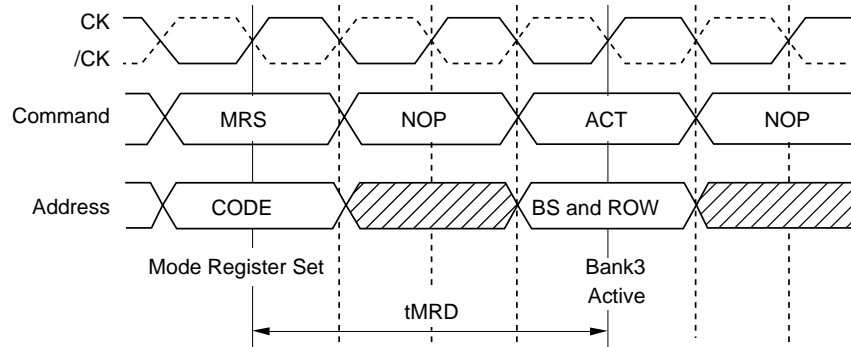 CK
/CK
Command MRS NOP ACT NOP
Address CODE BS and ROW
Mode Register Set Bank3
Active
tMRD